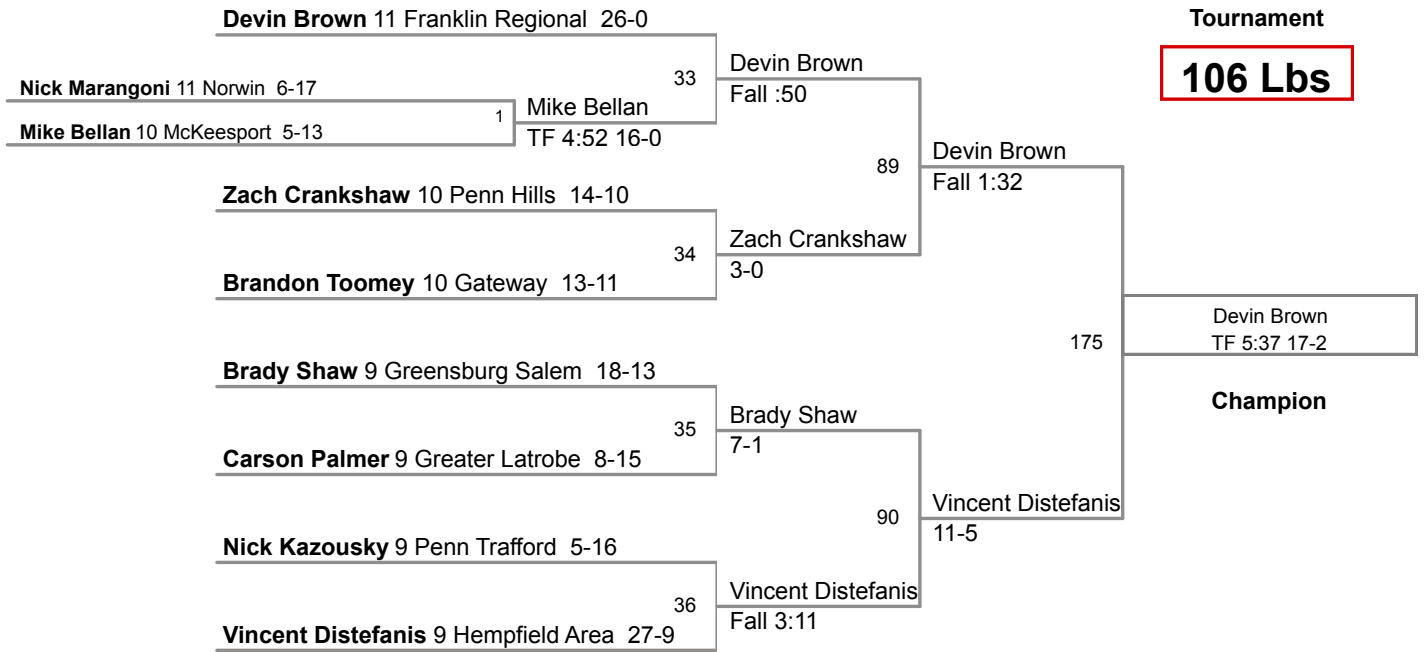 Devin Brown 11 Franklin Regional 26-0
Tournament
106 Lbs
33
Devin Brown
Fall :50
Nick Marangoni 11 Norwin 6-17
1
Mike Bellan
TF 4:52 16-0
Mike Bellan 10 McKeesport 5-13
89
Devin Brown
Fall 1:32
Zach Crankshaw 10 Penn Hills 14-10
34
Zach Crankshaw
3-0
Brandon Toomey 10 Gateway 13-11
175
Devin Brown
TF 5:37 17-2
Champion
Brady Shaw 9 Greensburg Salem 18-13
35
Brady Shaw
7-1
Carson Palmer 9 Greater Latrobe 8-15
90
Vincent Distefanis
11-5
Nick Kazousky 9 Penn Trafford 5-16
36
Vincent Distefanis
Fall 3:11
Vincent Distefanis 9 Hempfield Area 27-9